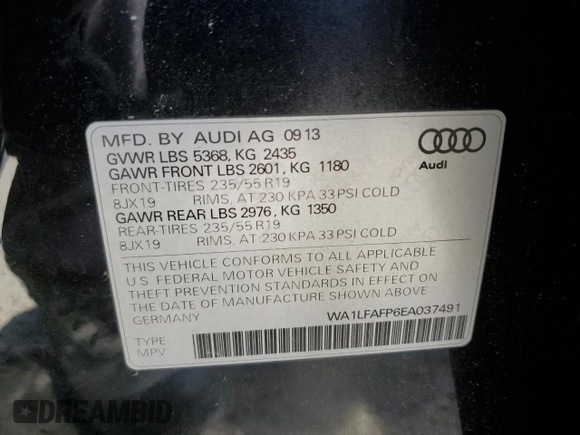 MFD. BY AUDI AG 0913
GVWR LBS 5368, KG 2435
GAWR FRONT LBS 2601, KG 1180
FRONT-TIRES 235/55 R19
8JX19 RIMS, AT 230 KPA 33 PSI COLD
GAWR REAR LBS 2976, KG 1350
REAR-TIRES 235/55 R19
8JX19 RIMS, AT 230 KPA 33 PSI COLD
Audi
THIS VEHICLE CONFORMS TO ALL APPLICABLE
U.S. FEDERAL MOTOR VEHICLE SAFETY AND
THEFT PREVENTION STANDARDS IN EFFECT ON
THE DATE OF MANUFACTURE SHOWN ABOVE.
GERMANY
WA1LFAFP6EA037491
TYPE
MPV
DREAMBID